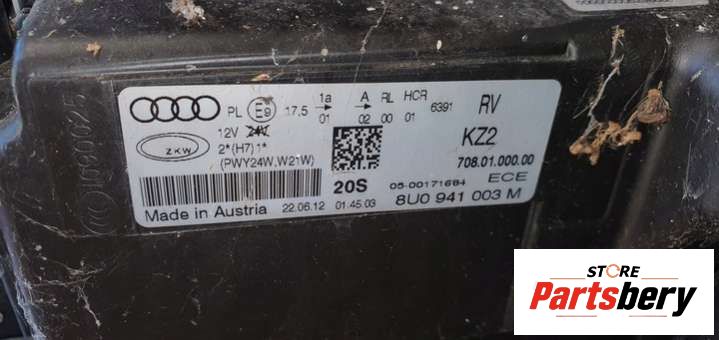 PL E9 17,5 1a A RL HCR 6391 RV
01 02 00 01
12V 24V
ZKW 2*(H7)1* KZ2
(PWY24W,W21W) 708.01.000.00
20S 05-00171684 ECE
Made in Austria 22.06.12 01:45:03 8U0 941 003 M
STORE
Partsbery